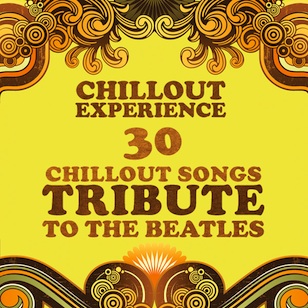 CHILLOUT
EXPERIENCE
30
CHILLOUT SONGS
TRIBUTE
TO THE BEATLES